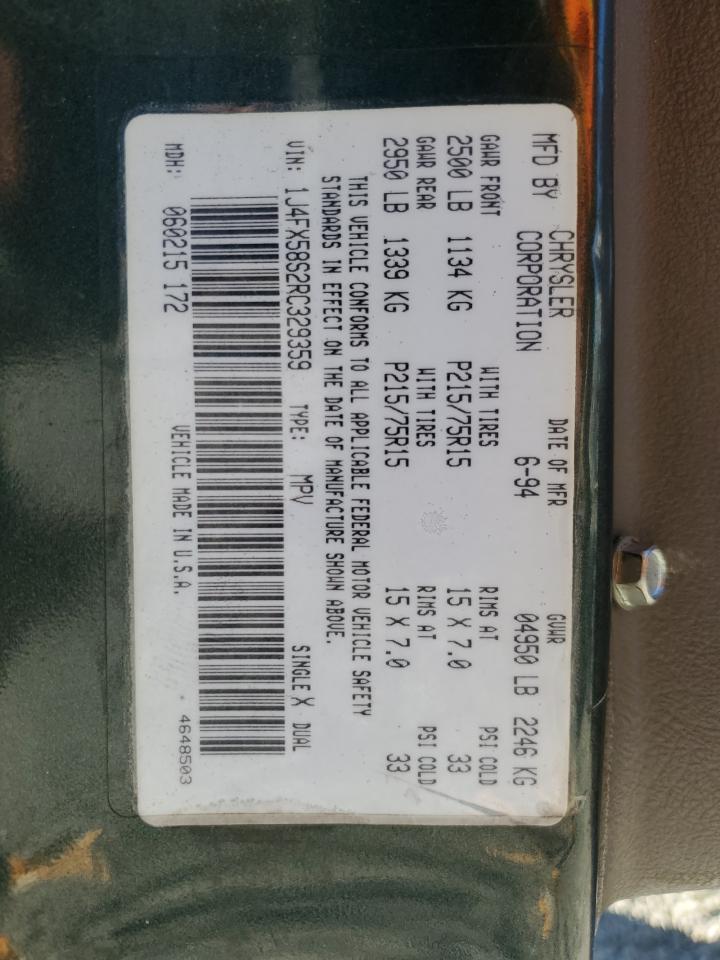 MFD BY CHRYSLER CORPORATION DATE OF MFR 6-94 GVWR 04950 LB 2246 KG
GAWR FRONT WITH TIRES RIMS AT PSI COLD
2500 LB 1134 KG P215/75R15 15 X 7.0 33
GAWR REAR WITH TIRES RIMS AT PSI COLD
2950 LB 1339 KG P215/75R15 15 X 7.0 33
THIS VEHICLE CONFORMS TO ALL APPLICABLE FEDERAL MOTOR VEHICLE SAFETY
STANDARDS IN EFFECT ON THE DATE OF MANUFACTURE SHOWN ABOVE.
VIN: 1J4FX58S2RC329359 TYPE: MPV SINGLE X DUAL
MDH: 060215 172 VEHICLE MADE IN U.S.A. 4648503